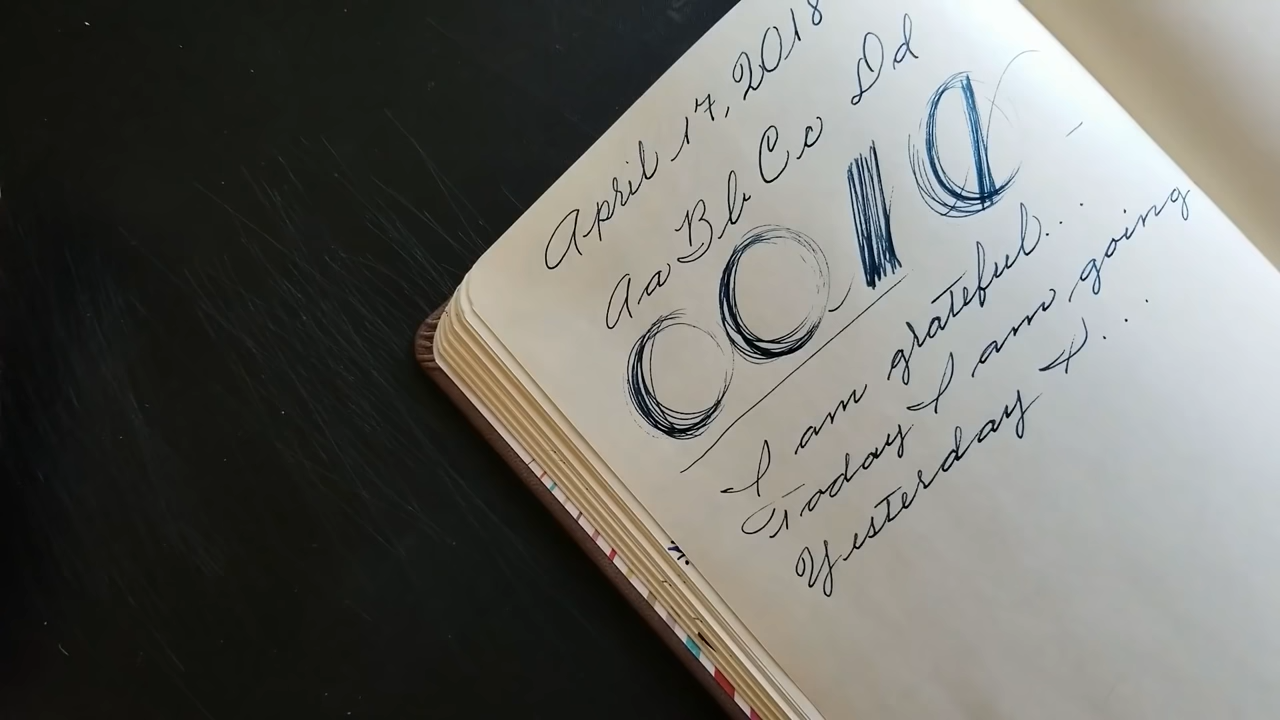 April 17, 2018
Aa Bb Cc Dd
I am grateful...
Today I am going
Yesterday I..